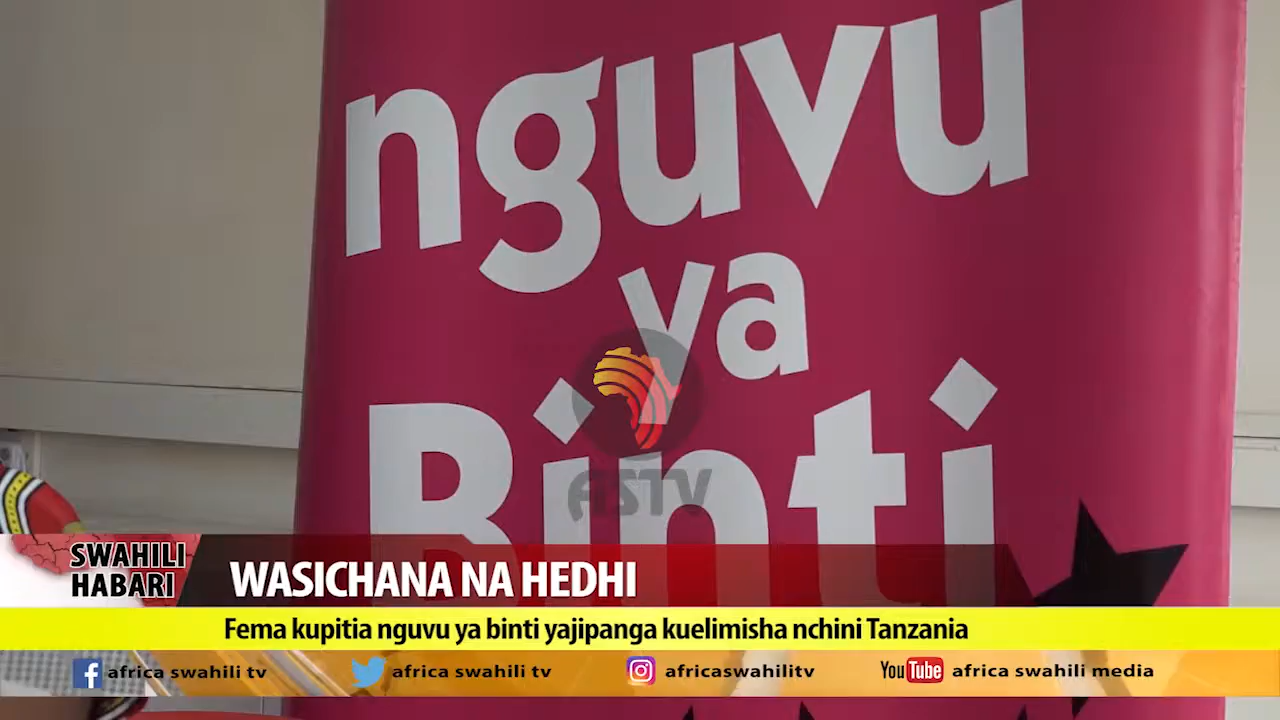 nguvu
ya
Binti
ASTV
SWAHILI
HABARI
WASICHANA NA HEDHI
Fema kupitia nguvu ya binti yajipanga kuelimisha nchini Tanzania
africa swahili tv
africa swahili tv
africaswahilitv
YouTube africa swahili media